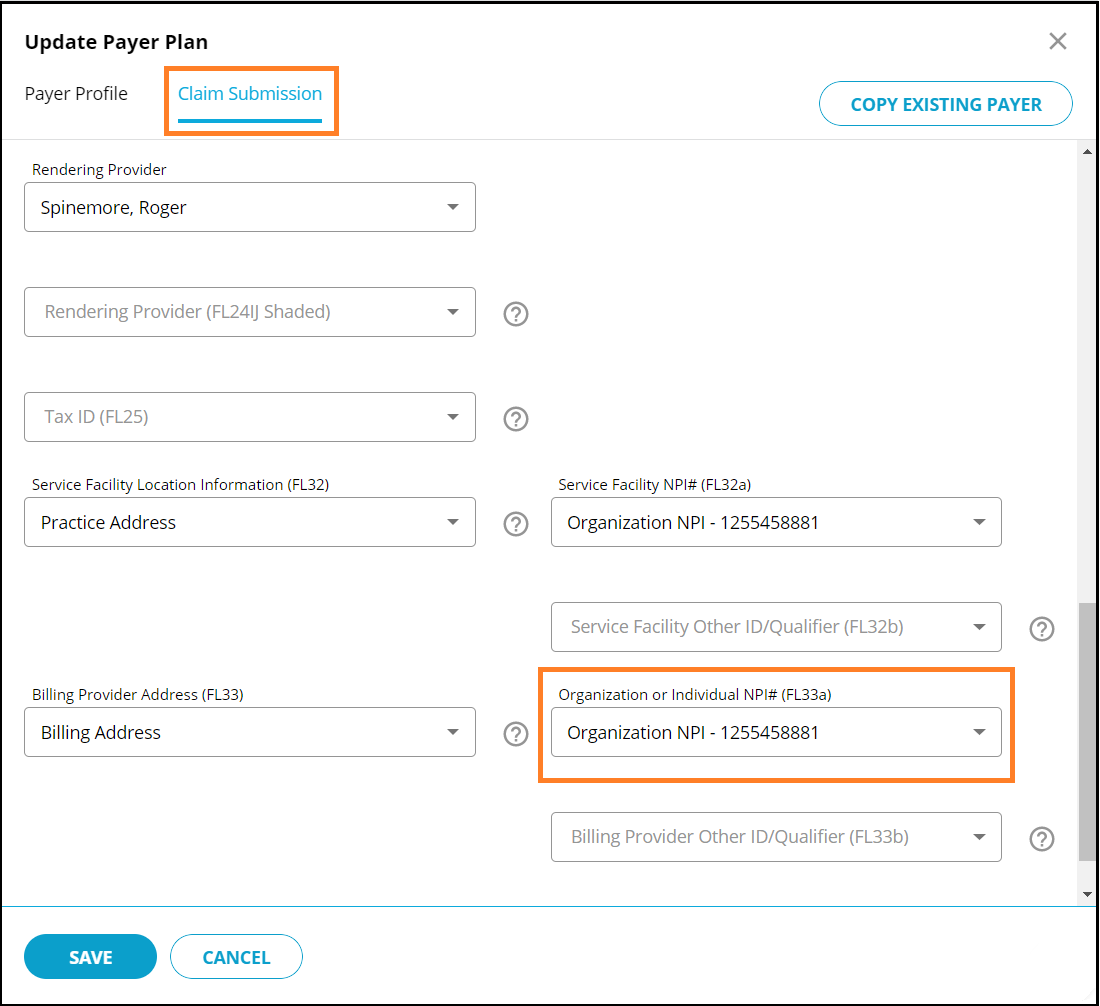 Update Payer Plan
Payer Profile
Claim Submission
COPY EXISTING PAYER
Rendering Provider
Spinemore, Roger
Rendering Provider (FL24IJ Shaded)
Tax ID (FL25)
Service Facility Location Information (FL32)
Service Facility NPI# (FL32a)
Practice Address
Organization NPI - 1255458881
Service Facility Other ID/Qualifier (FL32b)
Billing Provider Address (FL33)
Organization or Individual NPI# (FL33a)
Billing Address
Organization NPI - 1255458881
Billing Provider Other ID/Qualifier (FL33b)
SAVE
CANCEL